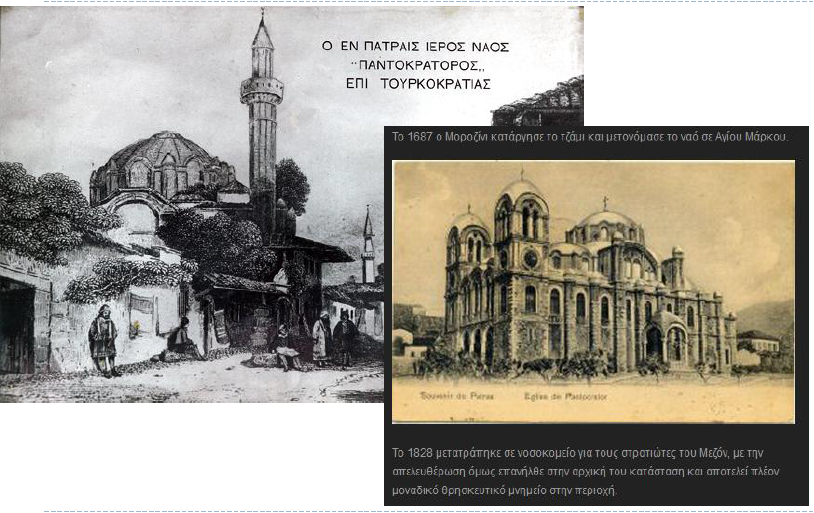 Ο ΕΝ ΠΑΤΡΑΙΣ ΙΕΡΟΣ ΝΑΟΣ
"ΠΑΝΤΟΚΡΑΤΟΡΟΣ„
ΕΠΙ ΤΟΥΡΚΟΚΡΑΤΙΑΣ
Το 1687 ο Μοροζίνι κατάργησε το τζάμι και μετονόμασε το ναό σε Αγίου Μάρκου.
Souvenir de Patras Eglise de Pantocrator
Το 1828 μετατράπηκε σε νοσοκομείο για τους στρατιώτες του Μεζόν, με την
απελευθέρωση όμως επανήλθε στην αρχική του κατάσταση και αποτελεί πλέον
μοναδικό θρησκευτικό μνημείο στην περιοχή.